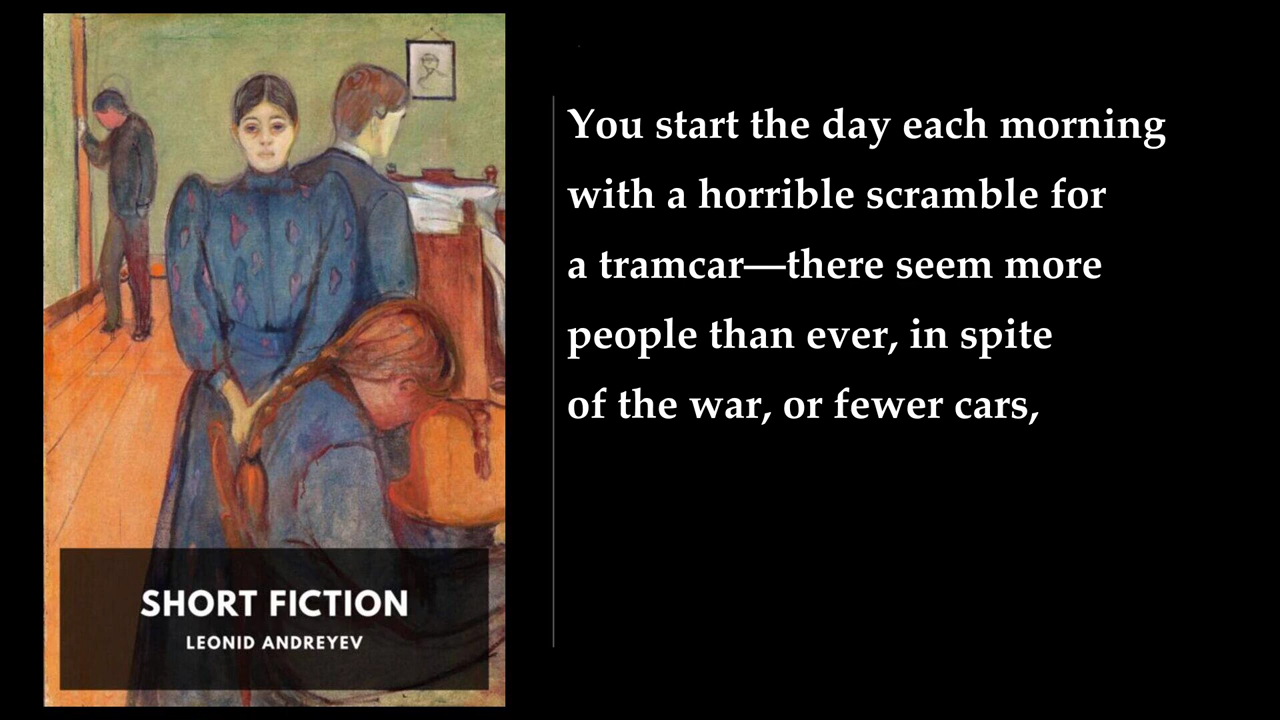 SHORT FICTION
LEONID ANDREYEV
You start the day each morning
with a horrible scramble for
a tramcar—there seem more
people than ever, in spite
of the war, or fewer cars,